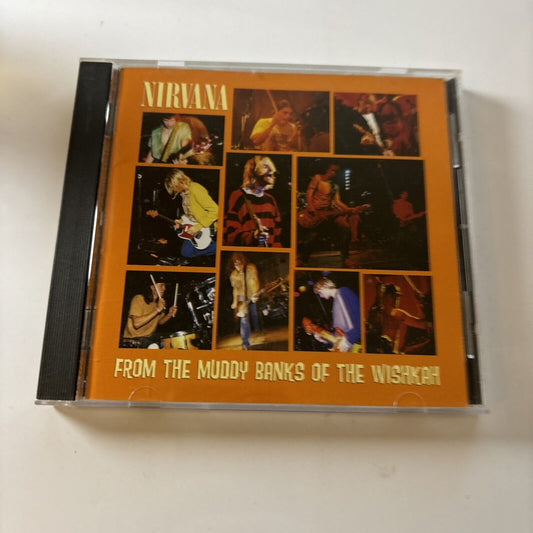 NIRVANA
FROM THE MUDDY BANKS OF THE WISHKAH